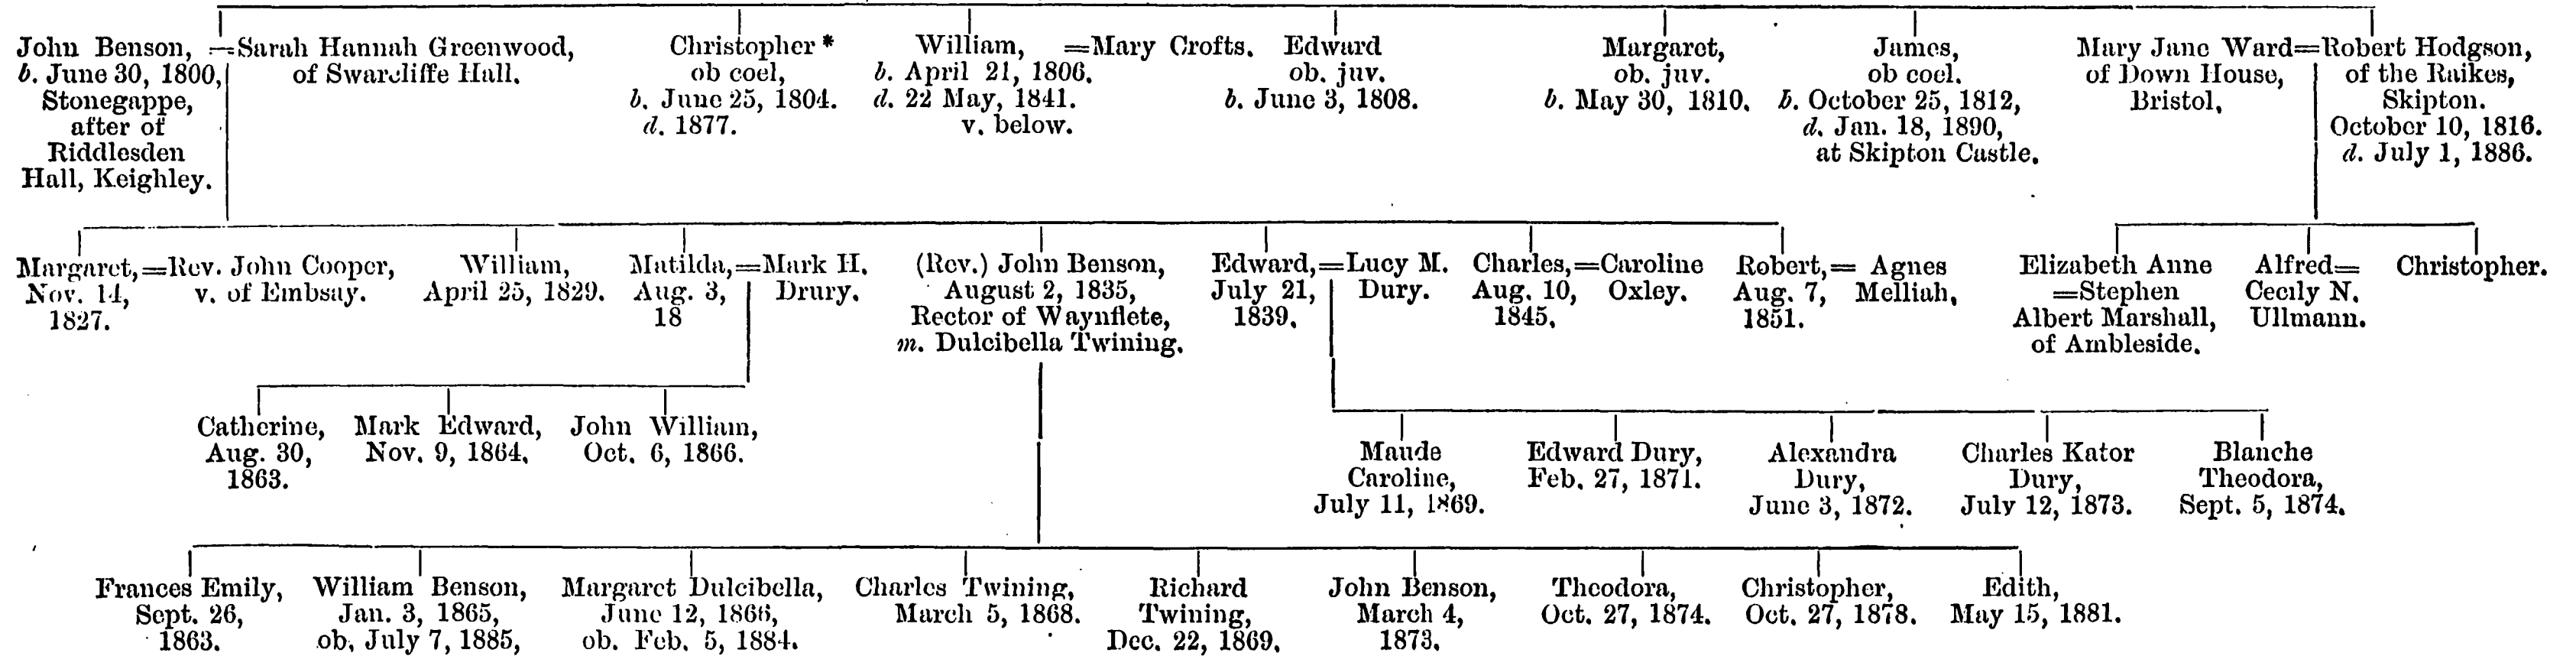 John Benson, = Sarah Hannah Greenwood,
b. June 30, 1800, of Swarcliffe Hall.
Stonegappe,
after of
Riddlesden
Hall, Keighley.
Christopher *
ob coel,
b. June 25, 1804.
d. 1877.
William, =Mary Crofts.
b. April 21, 1806.
d. 22 May, 1841.
v. below.
Edward
ob. juv.
b. June 3, 1808.
Margaret,
ob. juv.
b. May 30, 1810.
James,
ob coel.
b. October 25, 1812,
d. Jan. 18, 1890,
at Skipton Castle.
Mary Jane Ward=Robert Hodgson,
of Down House, of the Raikes,
Bristol, Skipton.
October 10, 1816.
d. July 1, 1886.
Margaret,=Rev. John Cooper,
Nov. 14, v. of Embsay.
1827.
William,
April 25, 1829.
Matilda,=Mark H.
Aug. 3, Drury.
18
(Rev.) John Benson,
August 2, 1835,
Rector of Waynflete,
m. Dulcibella Twining.
Edward,=Lucy M.
July 21, Dury.
1839.
Charles,=Caroline
Aug. 10, Oxley.
1845.
Robert,= Agnes
Aug. 7, Melliah.
1851.
Elizabeth Anne
=Stephen
Albert Marshall,
of Ambleside.
Alfred=
Cecily N.
Ullmann.
Christopher.
Catherine,
Aug. 30,
1863.
Mark Edward,
Nov. 9, 1864.
John William,
Oct. 6, 1866.
Maude
Caroline,
July 11, 1869.
Edward Dury,
Feb. 27, 1871.
Alexandra
Dury,
June 3, 1872.
Charles Kator
Dury,
July 12, 1873.
Blanche
Theodora,
Sept. 5, 1874.
Frances Emily,
Sept. 26,
1863.
William Benson,
Jan. 3, 1865,
ob. July 7, 1885,
Margaret Dulcibella,
June 12, 1866,
ob. Feb. 5, 1884.
Charles Twining,
March 5, 1868.
Richard
Twining,
Dec. 22, 1869.
John Benson,
March 4,
1873.
Theodora,
Oct. 27, 1874.
Christopher,
Oct. 27, 1878.
Edith,
May 15, 1881.